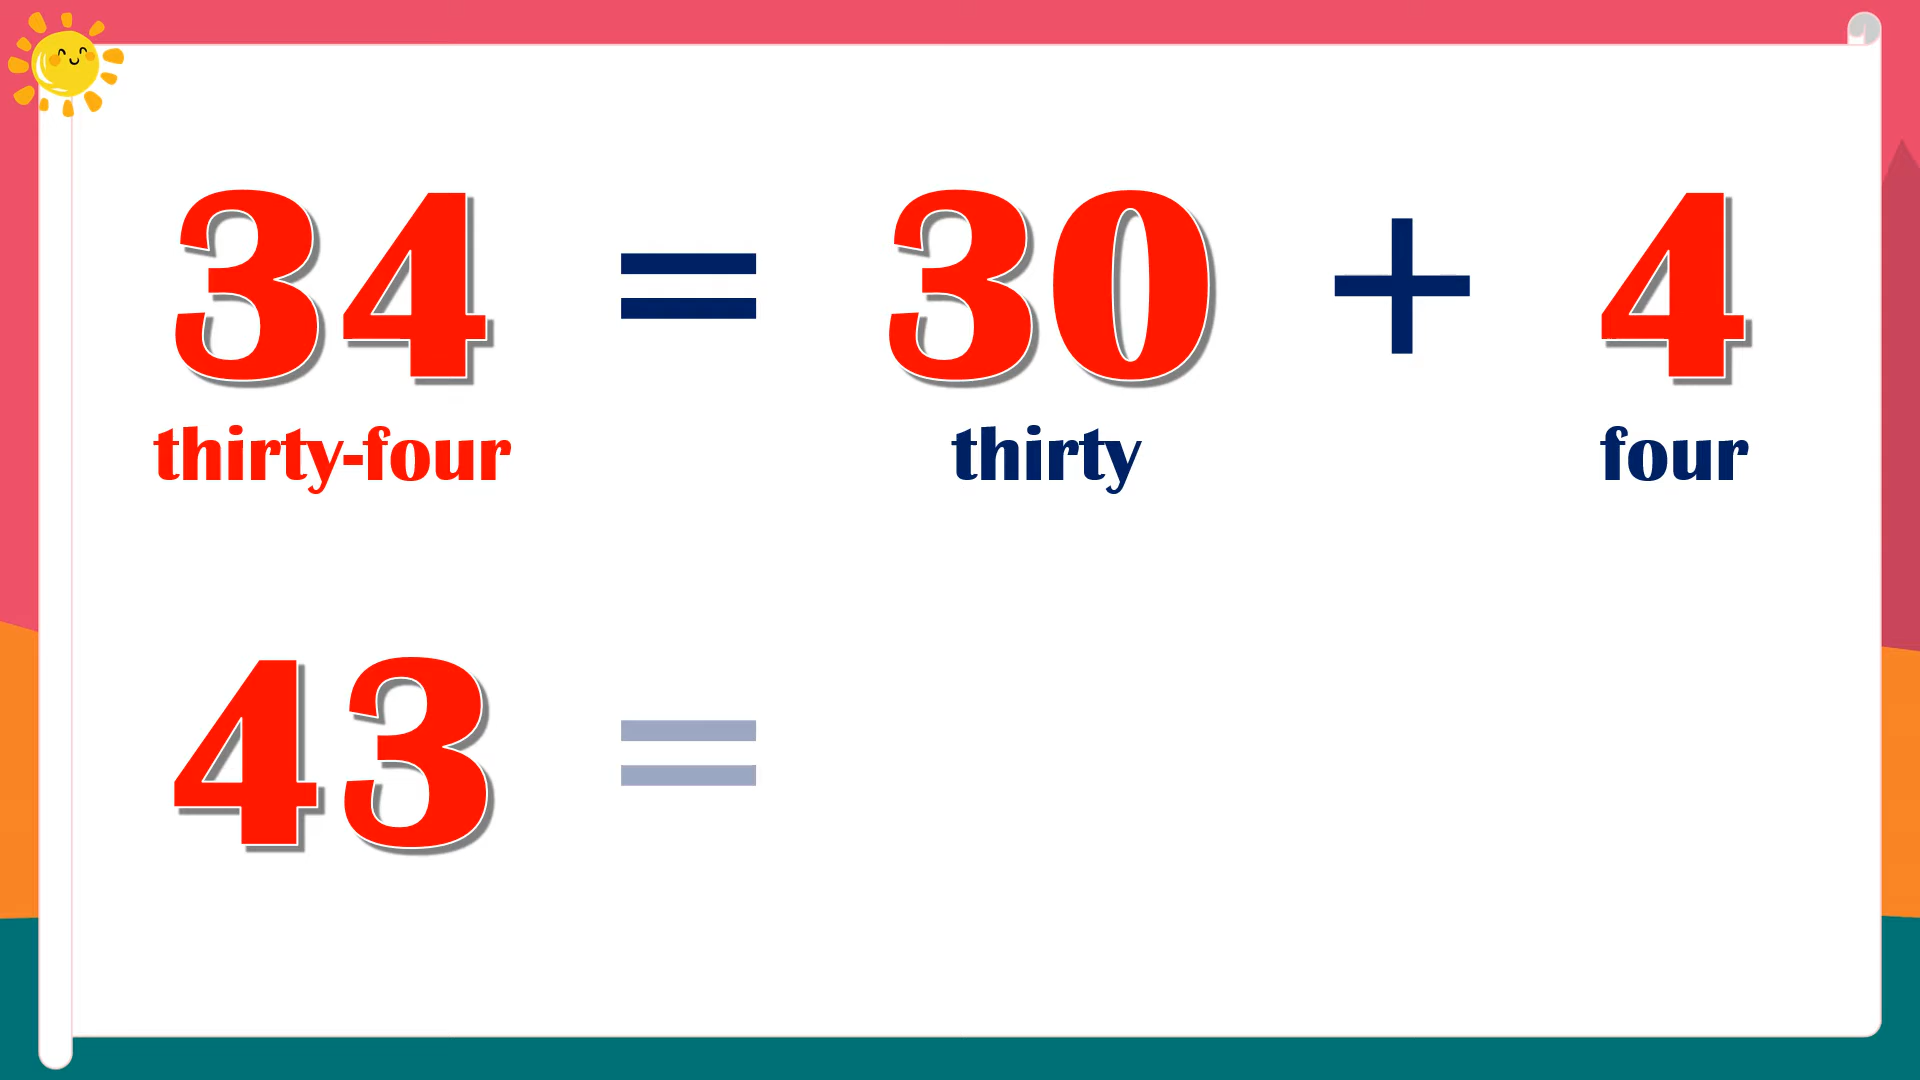 34 = 30 + 4
thirty-four thirty four
43 =